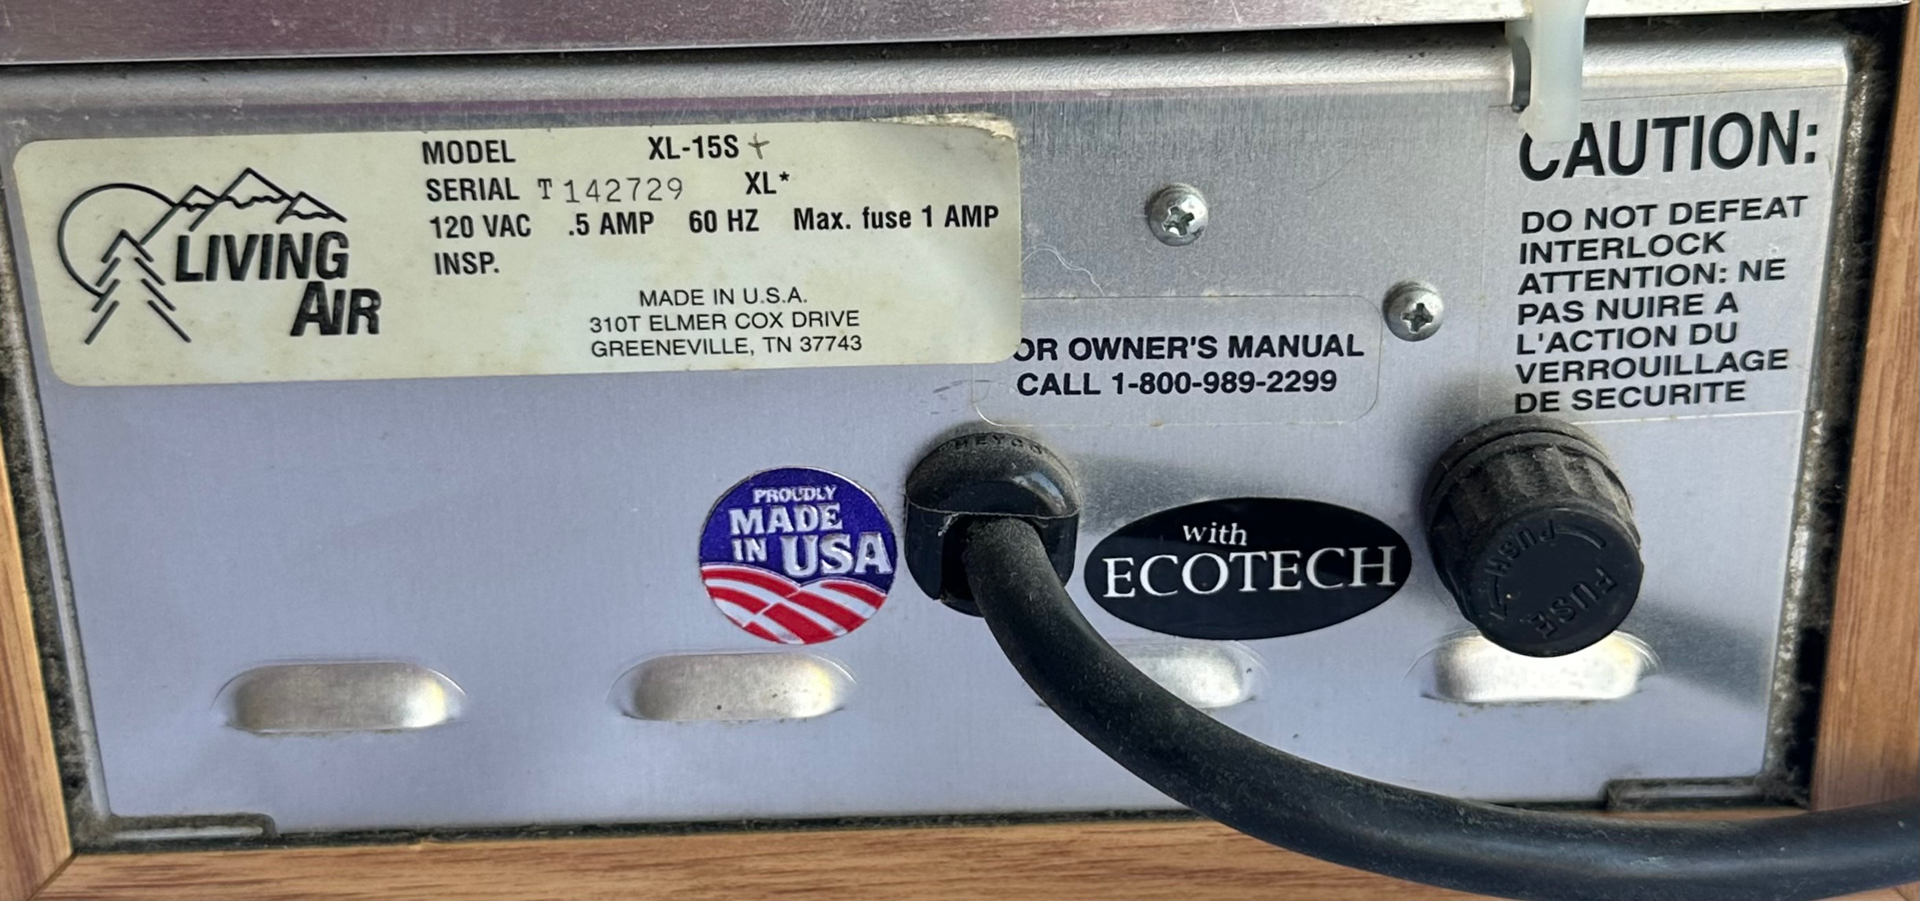 LIVING
AIR
MODEL XL-15S +
SERIAL T142729 XL*
120 VAC .5 AMP 60 HZ Max. fuse 1 AMP
INSP.
MADE IN U.S.A.
310T ELMER COX DRIVE
GREENEVILLE, TN 37743
OR OWNER'S MANUAL
CALL 1-800-989-2299
CAUTION:
DO NOT DEFEAT
INTERLOCK
ATTENTION: NE
PAS NUIRE A
L'ACTION DU
VERROUILLAGE
DE SECURITE
HEYCO
PROUDLY
MADE
IN USA
with
ECOTECH
PUSH
FUSE